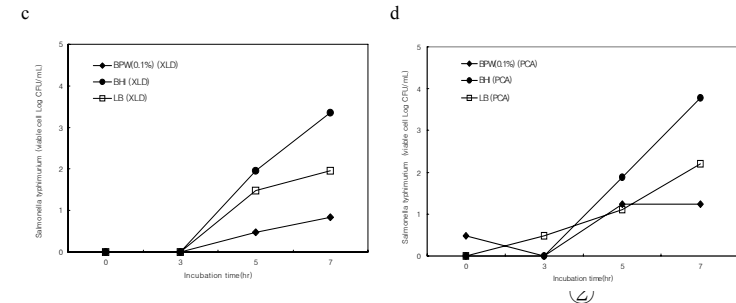 c
5
4
3
2
1
0
BPW(0.1%) (XLD)
BHI (XLD)
LB (XLD)
0 3 5 7
Incubation time(hr)
Salmonella typhimurium (viable cell Log CFU/mL)
d
5
4
3
2
1
0
BPW(0.1%) (PCA)
BHI (PCA)
LB (PCA)
0 3 5 7
Incubation time(hr)
Salmonella typhimurium (viable cell Log CFU/mL)